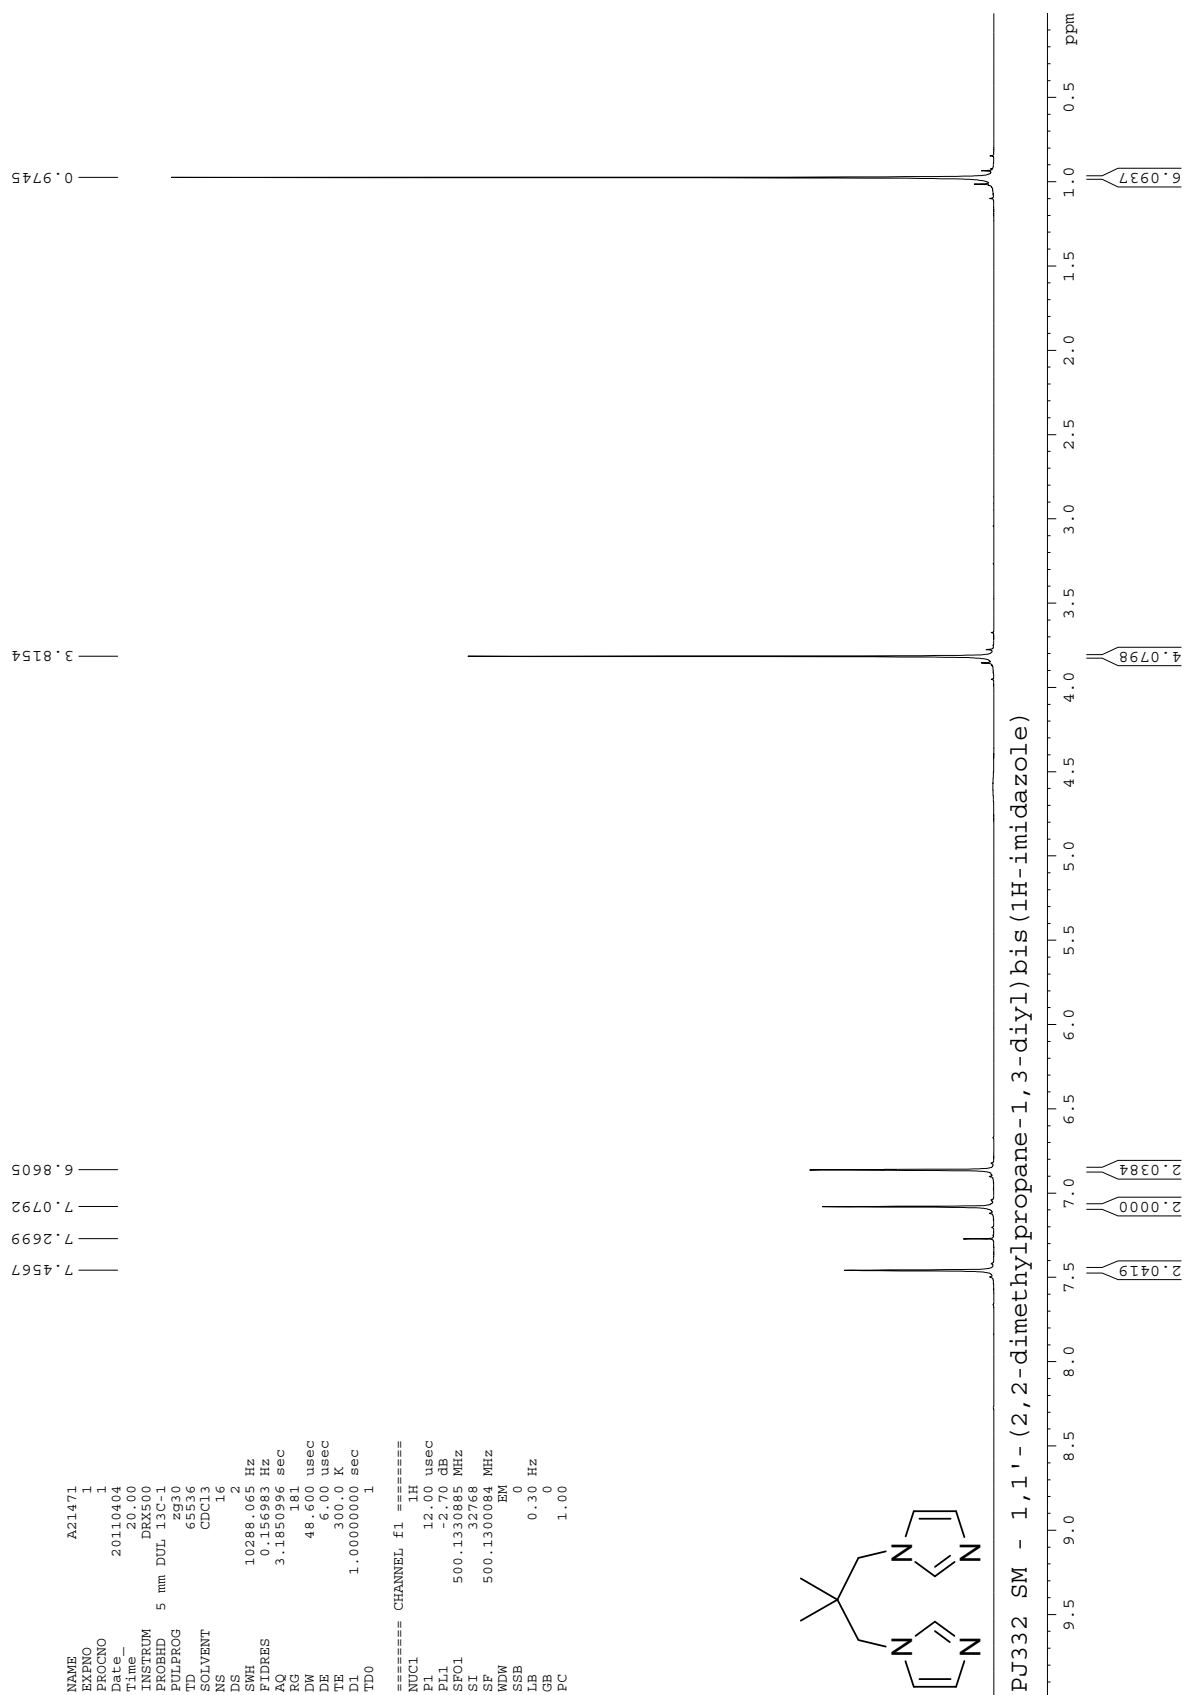 7.4567
7.2699
7.0792
6.8605
3.8154
0.9745
NAME A21471
EXPNO 1
PROCNO 1
Date_ 20110404
Time 20.00
INSTRUM DRX500
PROBHD 5 mm DUL 13C-1
PULPROG zg30
TD 65536
SOLVENT CDCl3
NS 16
DS 2
SWH 10288.065 Hz
FIDRES 0.156983 Hz
AQ 3.1850996 sec
RG 181
DW 48.600 usec
DE 6.00 usec
TE 300.0 K
D1 1.00000000 sec
TD0 1
======== CHANNEL f1 ========
NUC1 1H
P1 12.00 usec
PL1 -2.70 dB
SFO1 500.1330885 MHz
SI 32768
SF 500.1300084 MHz
WDW EM
SSB 0
LB 0.30 Hz
GB 0
PC 1.00
N N
N N
PJ332 SM - 1,1'-(2,2-dimethylpropane-1,3-diyl)bis(1H-imidazole)
9.5 9.0 8.5 8.0 7.5 7.0 6.5 6.0 5.5 5.0 4.5 4.0 3.5 3.0 2.5 2.0 1.5 1.0 0.5 ppm
2.0419
2.0000
2.0384
4.0798
6.0937